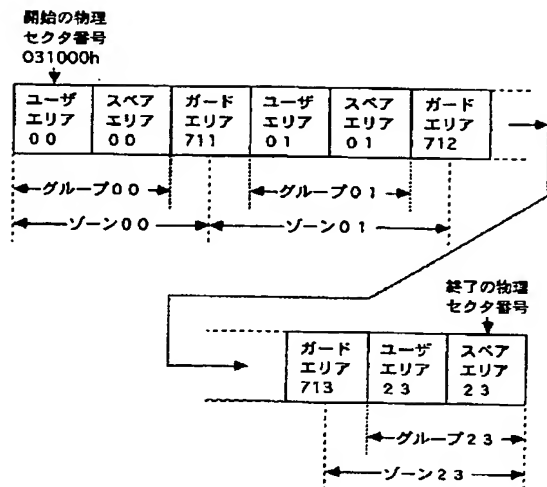 開始の物理
セクタ番号
031000h
ユーザ
エリア
00
スペア
エリア
00
ガード
エリア
711
ユーザ
エリア
01
スペア
エリア
01
ガード
エリア
712
グループ00
グループ01
ゾーン00
ゾーン01
終了の物理
セクタ番号
ガード
エリア
713
ユーザ
エリア
23
スペア
エリア
23
グループ23
ゾーン23